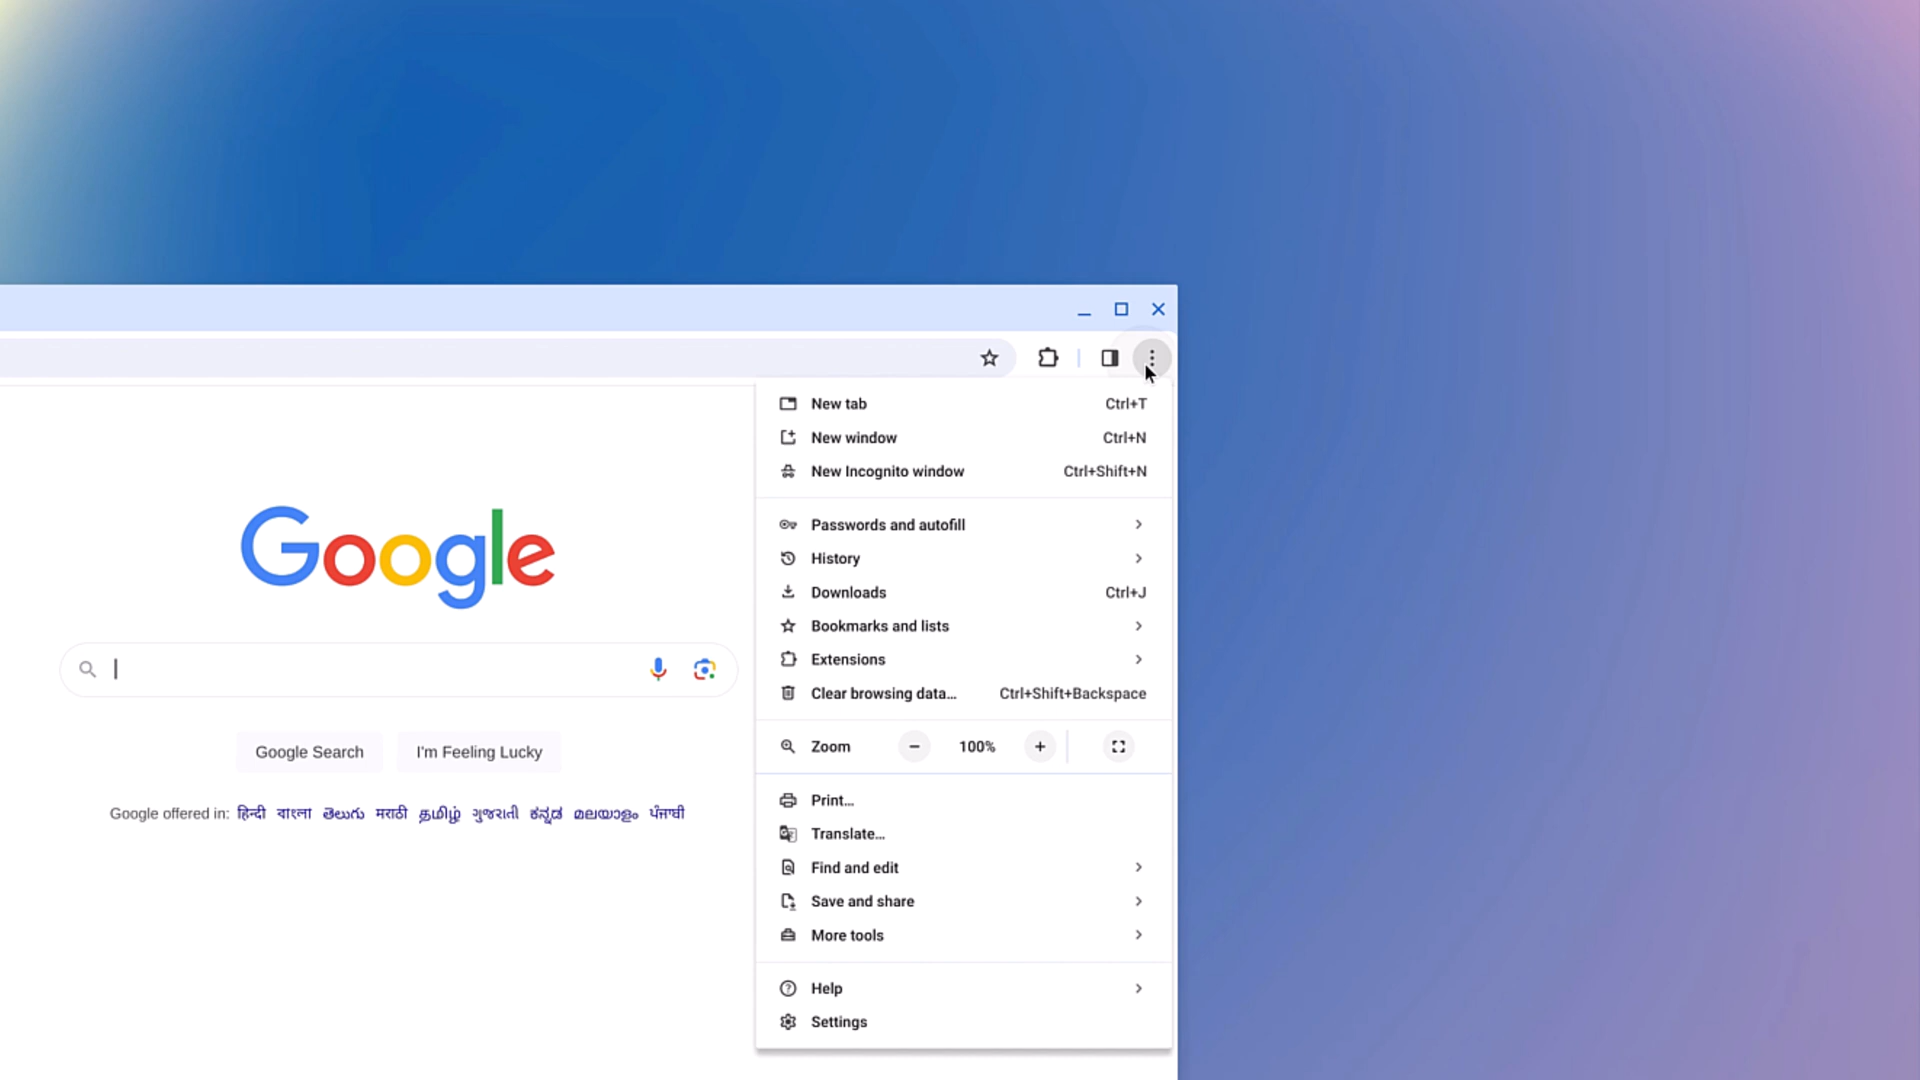 New tab Ctrl+T
New window Ctrl+N
New Incognito window Ctrl+Shift+N
Passwords and autofill
History
Downloads Ctrl+J
Bookmarks and lists
Extensions
Clear browsing data... Ctrl+Shift+Backspace
Zoom − 100% +
Print...
Translate...
Find and edit
Save and share
More tools
Help
Settings
Google
Google Search I'm Feeling Lucky
Google offered in: हिन्दी বাংলা తెలుగు मराठी தமிழ் ગુજરાતી ಕನ್ನಡ മലയാളം ਪੰਜਾਬੀ